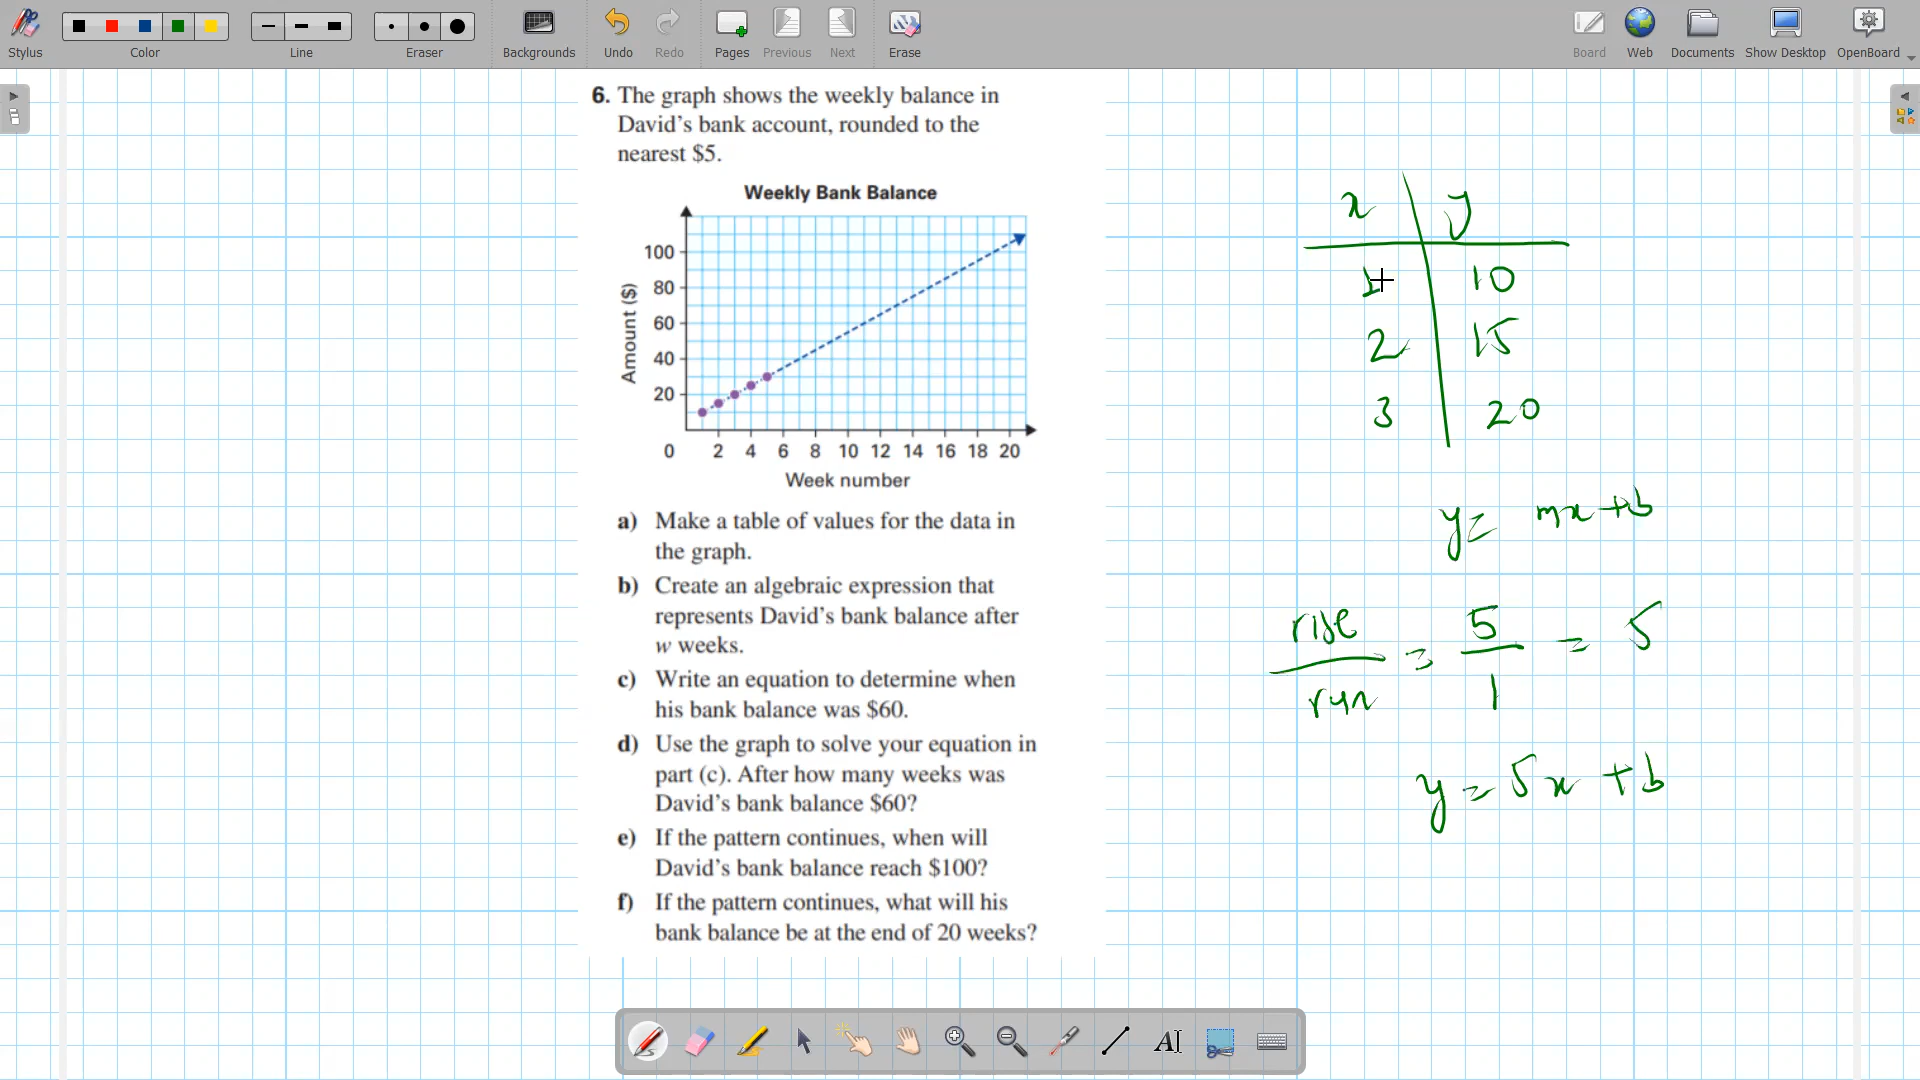 Stylus
Color
Line
Eraser
Backgrounds
Undo
Redo
Pages
Previous
Next
Erase
Board
Web
Documents
Show Desktop
OpenBoard
6. The graph shows the weekly balance in
David's bank account, rounded to the
nearest $5.
Weekly Bank Balance
Amount ($)
100
80
60
40
20
0 2 4 6 8 10 12 14 16 18 20
Week number
a) Make a table of values for the data in
the graph.
b) Create an algebraic expression that
represents David's bank balance after
w weeks.
c) Write an equation to determine when
his bank balance was $60.
d) Use the graph to solve your equation in
part (c). After how many weeks was
David's bank balance $60?
e) If the pattern continues, when will
David's bank balance reach $100?
f) If the pattern continues, what will his
bank balance be at the end of 20 weeks?
x y
1 10
2 15
3 20
y = mx + b
rise/run = 5/1 = 5
y = 5x + b
AI